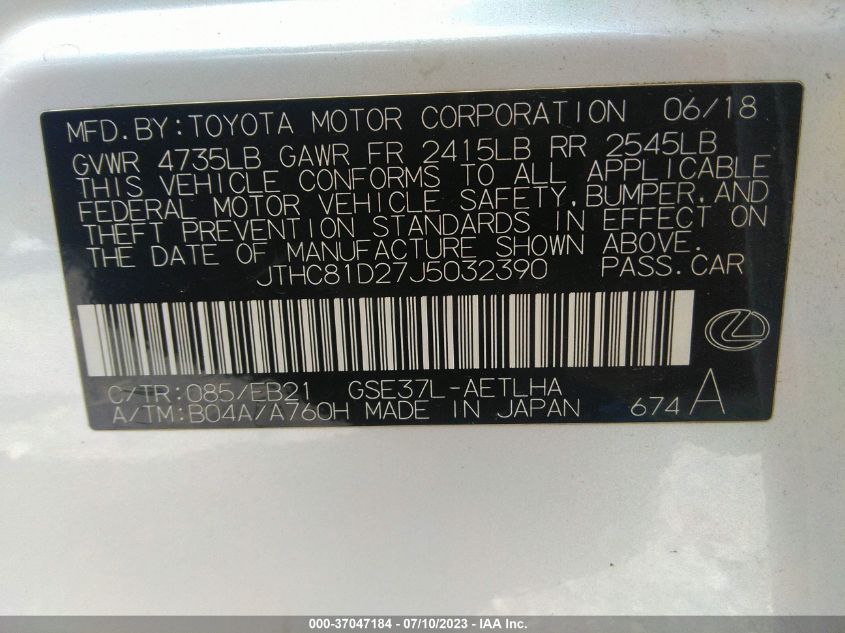 MFD.BY:TOYOTA MOTOR CORPORATION 06/18
GVWR 4735LB GAWR FR 2415LB RR 2545LB
THIS VEHICLE CONFORMS TO ALL APPLICABLE
FEDERAL MOTOR VEHICLE SAFETY,BUMPER,AND
THEFT PREVENTION STANDARDS IN EFFECT ON
THE DATE OF MANUFACTURE SHOWN ABOVE.
JTHC81D27J5032390 PASS.CAR
C/TR:085/EB21 GSE37L-AETLHA
A/TM:B04A/A760H MADE IN JAPAN 674 A
000-37047184 - 07/10/2023 - IAA Inc.